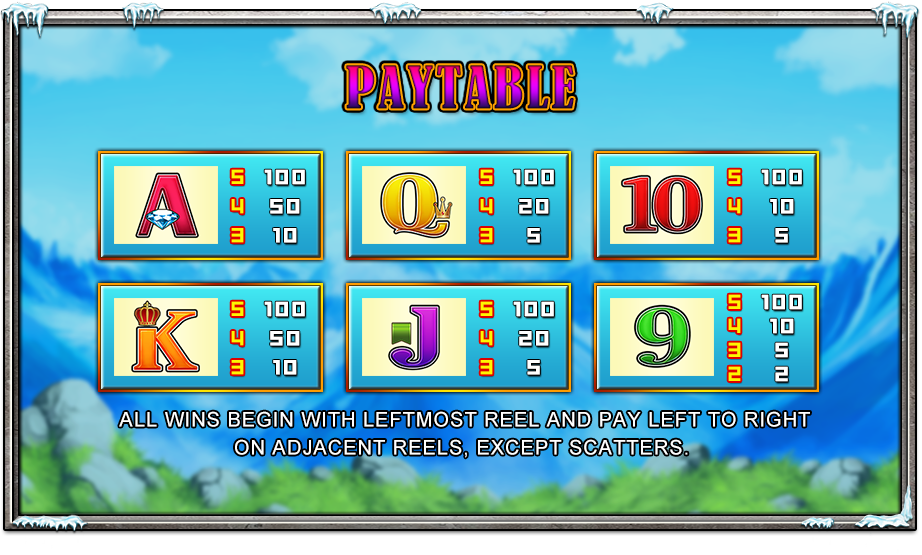 PAYTABLE
A 5 100 Q 5 100 10 5 100
4 50 4 20 4 10
3 10 3 5 3 5
K 5 100 J 5 100 9 5 100
4 50 4 20 4 10
3 10 3 5 3 5
2 2
ALL WINS BEGIN WITH LEFTMOST REEL AND PAY LEFT TO RIGHT
ON ADJACENT REELS, EXCEPT SCATTERS.